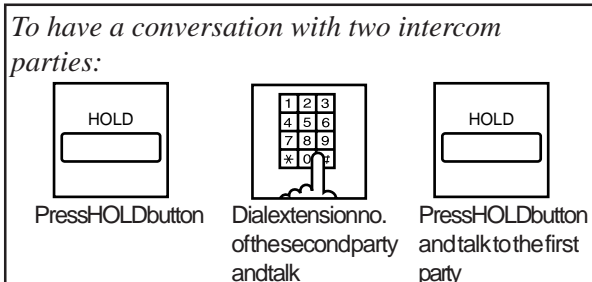 To have a conversation with two intercom
parties:
HOLD
1 2 3
4 5 6
7 8 9
* 0 #
HOLD
PressHOLDbutton
Dialextensionno.
ofthesecondparty
andtalk
PressHOLDbutton
andtalktothefirst
party